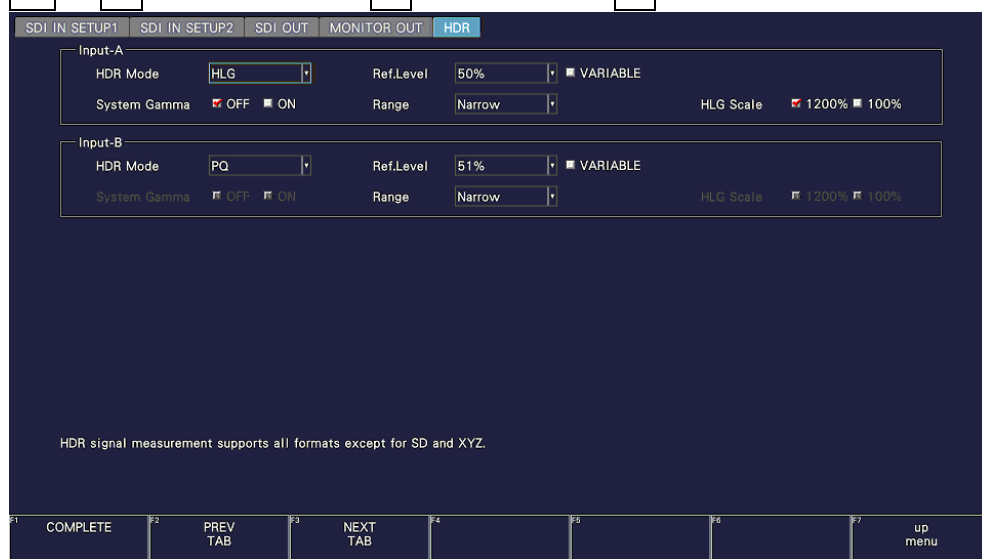 SDI IN SETUP1 SDI IN SETUP2 SDI OUT MONITOR OUT HDR
Input-A
HDR Mode HLG Ref.Level 50% VARIABLE
System Gamma OFF ON Range Narrow HLG Scale 1200% 100%
Input-B
HDR Mode PQ Ref.Level 51% VARIABLE
System Gamma OFF ON Range Narrow HLG Scale 1200% 100%
HDR signal measurement supports all formats except for SD and XYZ.
F1 COMPLETE F2 PREV F3 NEXT F4 F5 F6 F7 up
TAB TAB menu